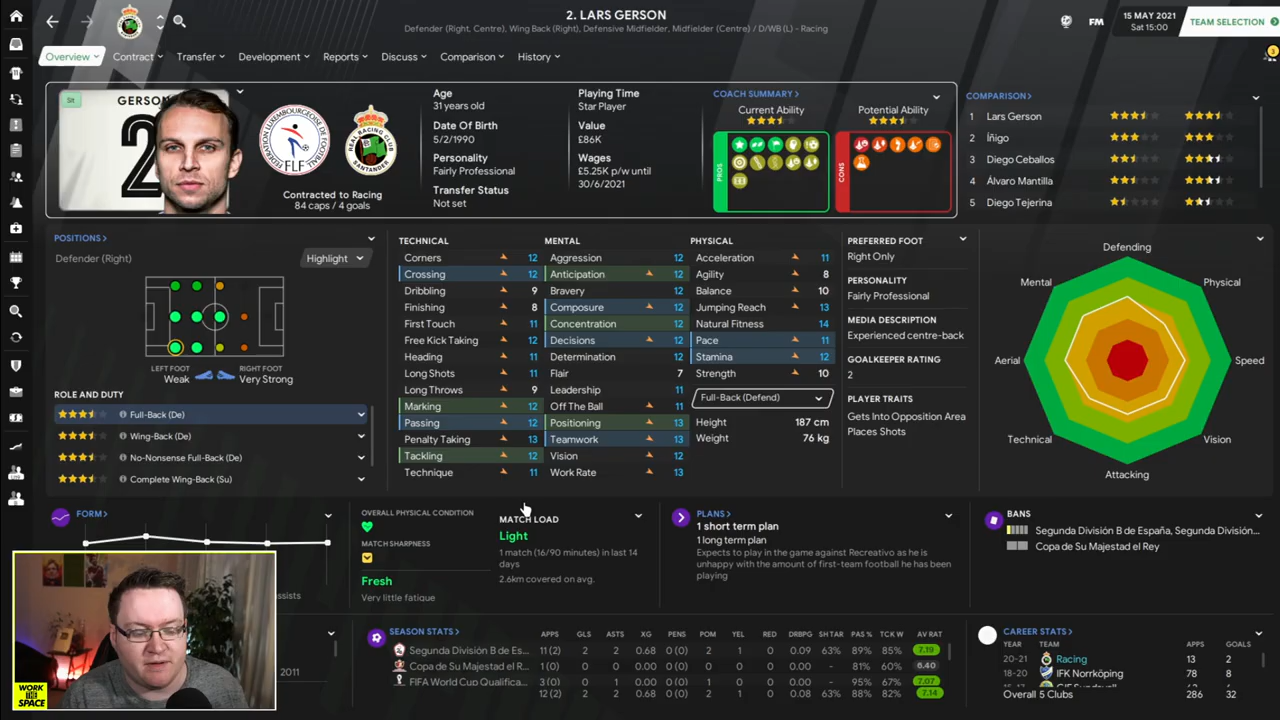 2. LARS GERSON
Defender (Right, Centre), Wing Back (Right), Defensive Midfielder, Midfielder (Centre) / D/WB (L) - Racing
FM
15 MAY 2021
Sat 15:00
TEAM SELECTION
3
Overview
Contract
Transfer
Development
Reports
Discuss
Comparison
History
Slt
GERSON
2
FLF
Contracted to Racing
84 caps / 4 goals
Age
31 years old
Date Of Birth
5/2/1990
Personality
Fairly Professional
Transfer Status
Not set
Playing Time
Star Player
Value
£86K
Wages
£5.25K p/w until
30/6/2021
COACH SUMMARY >
Current Ability
Potential Ability
PROS
CONS
COMPARISON >
1 Lars Gerson
2 Íñigo
3 Diego Ceballos
4 Álvaro Mantilla
5 Diego Tejerina
POSITIONS >
Defender (Right)
Highlight
LEFT FOOT
Weak
RIGHT FOOT
Very Strong
ROLE AND DUTY
Full-Back (De)
Wing-Back (De)
No-Nonsense Full-Back (De)
Complete Wing-Back (Su)
TECHNICAL
Corners 12
Crossing 12
Dribbling 9
Finishing 8
First Touch 11
Free Kick Taking 12
Heading 11
Long Shots 11
Long Throws 9
Marking 12
Passing 12
Penalty Taking 13
Tackling 12
Technique 11
MENTAL
Aggression 12
Anticipation 12
Bravery 12
Composure 12
Concentration 12
Decisions 12
Determination 12
Flair 7
Leadership 11
Off The Ball 11
Positioning 13
Teamwork 13
Vision 12
Work Rate 13
PHYSICAL
Acceleration 11
Agility 8
Balance 10
Jumping Reach 13
Natural Fitness 14
Pace 11
Stamina 12
Strength 10
Full-Back (Defend)
Height 187 cm
Weight 76 kg
PREFERRED FOOT
Right Only
PERSONALITY
Fairly Professional
MEDIA DESCRIPTION
Experienced centre-back
GOALKEEPER RATING
2
PLAYER TRAITS
Gets Into Opposition Area
Places Shots
Defending
Physical
Speed
Vision
Attacking
Technical
Aerial
Mental
FORM >
OVERALL PHYSICAL CONDITION
MATCH SHARPNESS
Fresh
Very little fatigue
MATCH LOAD
Light
1 match (16/90 minutes) in last 14
days
2.6km covered on avg.
PLANS >
1 short term plan
1 long term plan
Expects to play in the game against Recreativo as he is
unhappy with the amount of first-team football he has been
playing
BANS
Segunda División B de España, Segunda División...
Copa de Su Majestad el Rey
WORK
THE
SPACE
ssists
2011
SEASON STATS >
APPS GLS ASTS XG PENS POM YEL RED DRBPG SH TAR PAS % TCK W AV RAT
Segunda División B de Es... 11 (2) 2 2 0.68 0 (0) 2 1 0 0.09 63% 89% 85% 7.19
Copa de Su Majestad el R... 1 (0) 0 0 0.00 0 (0) 0 0 0 0.00 81% 60% 6.40
FIFA World Cup Qualifica... 3 (0) 0 1 0.00 0 (0) 0 0 0 0.00 95% 67% 7.07
12 (2) 2 2 0.68 0 (0) 2 1 0 0.08 63% 88% 82% 7.14
CAREER STATS >
YEAR TEAM APPS GOALS
20-21 Racing 13 2
18-20 IFK Norrköping 78 8
Overall 5 Clubs 286 32